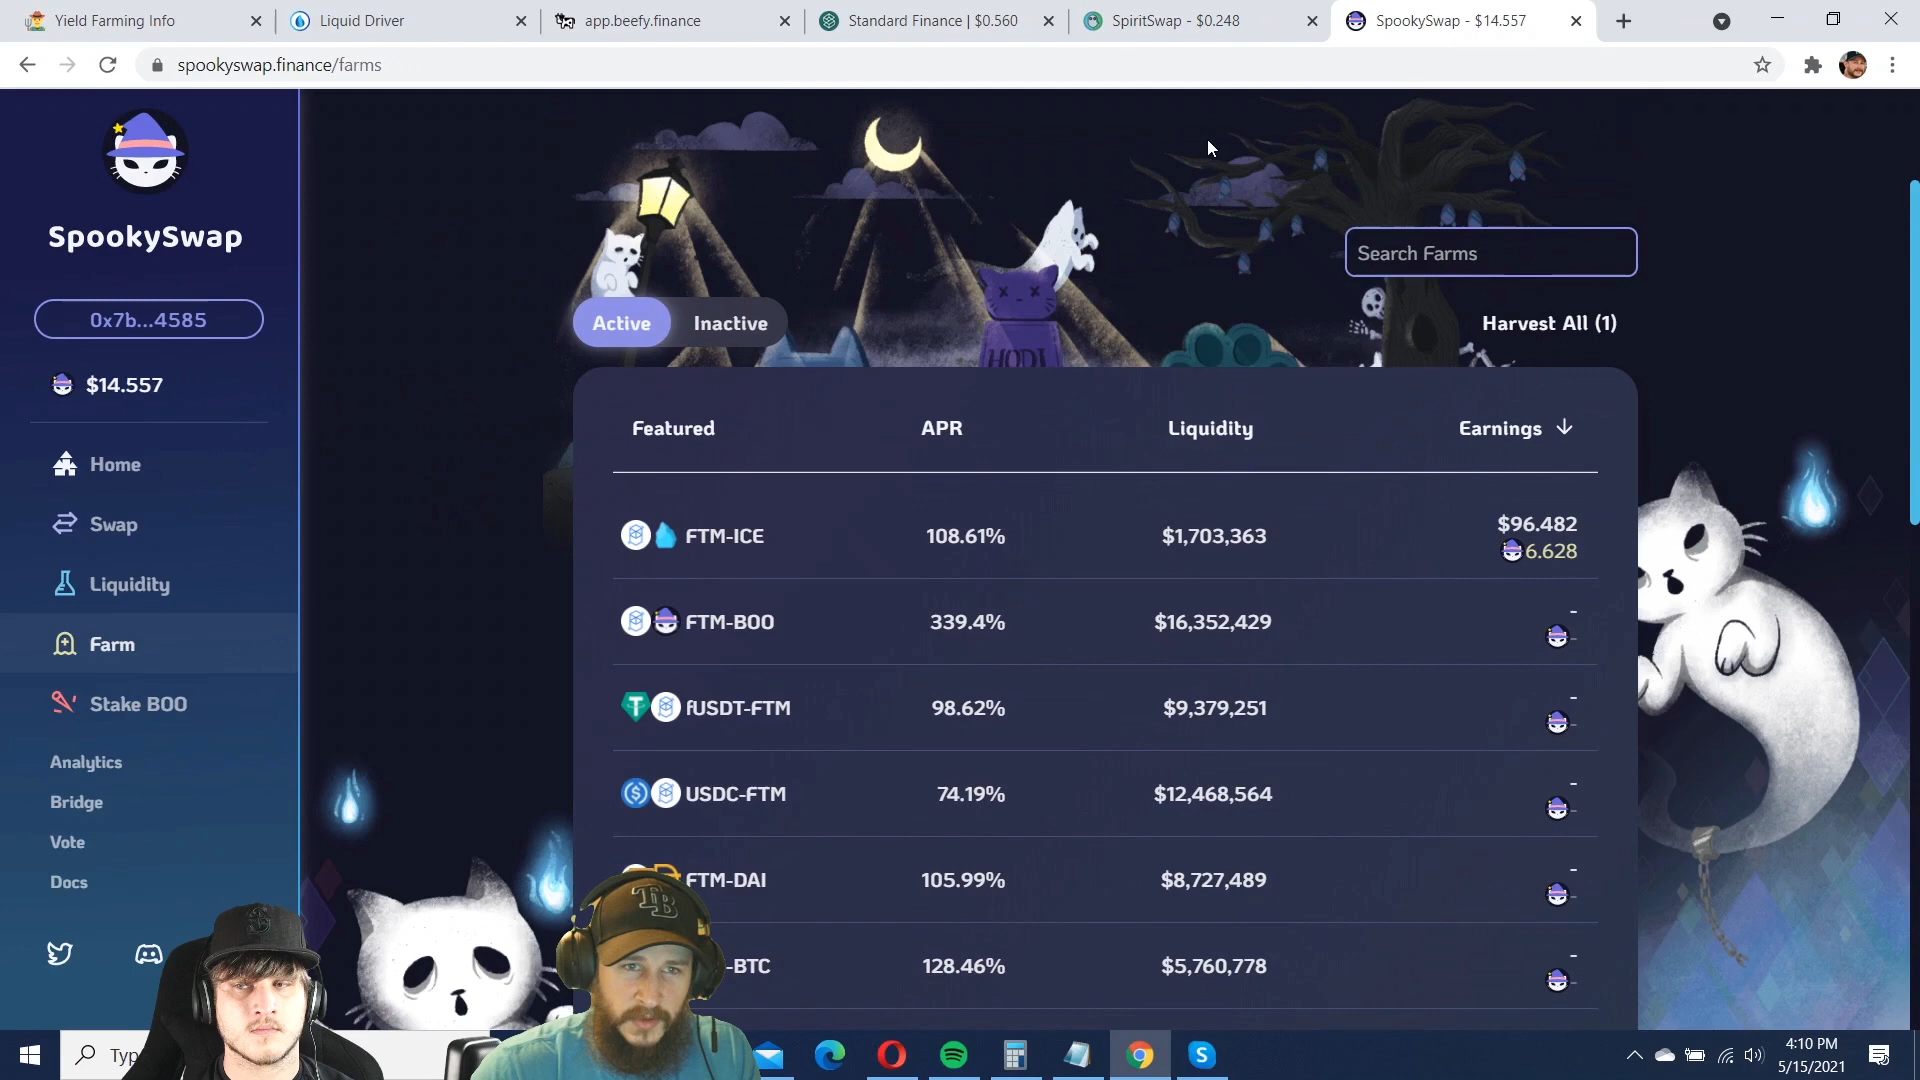 Yield Farming Info
Liquid Driver
app.beefy.finance
Standard Finance | $0.560
SpiritSwap - $0.248
SpookySwap - $14.557
spookyswap.finance/farms
SpookySwap
0x7b...4585
$14.557
Home
Swap
Liquidity
Farm
Stake BOO
Analytics
Bridge
Vote
Docs
Search Farms
Active
Inactive
Harvest All (1)
HODL
Featured
APR
Liquidity
Earnings
FTM-ICE
108.61%
$1,703,363
$96.482
6.628
FTM-BOO
339.4%
$16,352,429
-
-
fUSDT-FTM
98.62%
$9,379,251
-
-
USDC-FTM
74.19%
$12,468,564
-
-
FTM-DAI
105.99%
$8,727,489
-
-
-BTC
128.46%
$5,760,778
-
-
TB
Typ
4:10 PM
5/15/2021